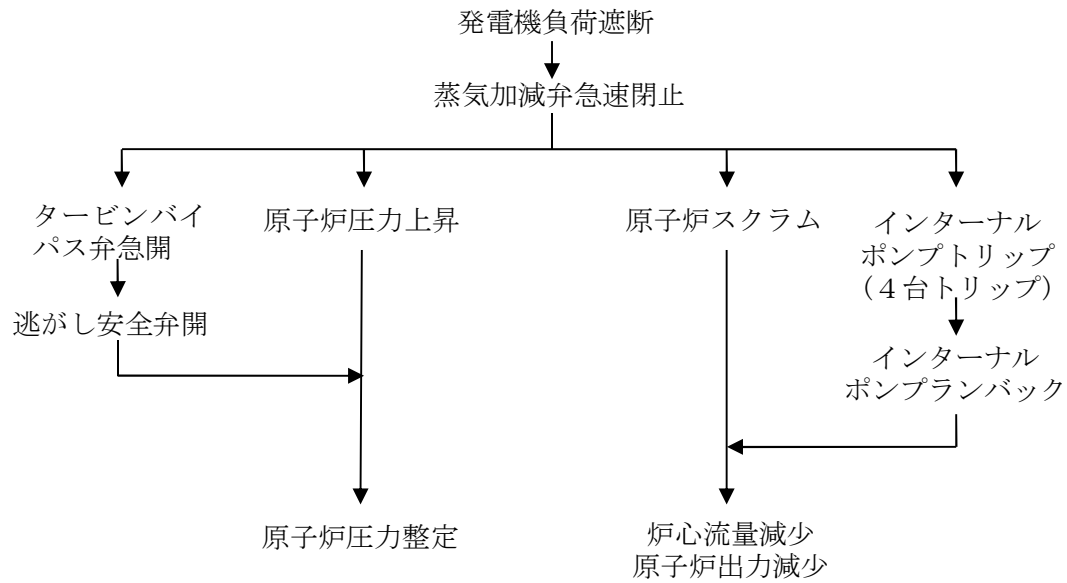 発電機負荷遮断
蒸気加減弁急速閉止
タービンバイ
パス弁急開
逃がし安全弁開
原子炉圧力上昇
原子炉圧力整定
原子炉スクラム
炉心流量減少
原子炉出力減少
インターナル
ポンプトリップ
（４台トリップ）
インターナル
ポンプランバック